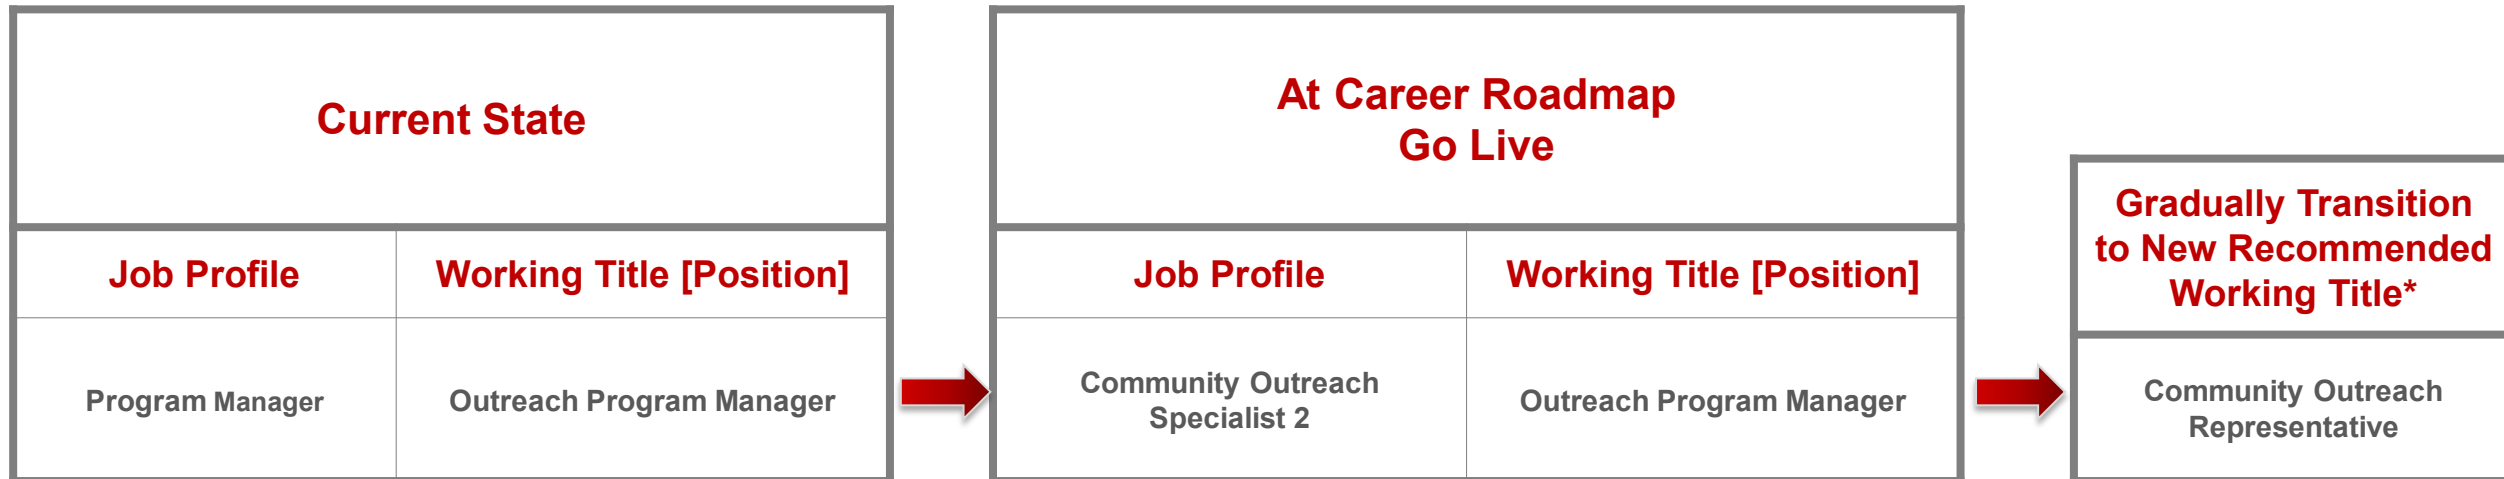 Current State
Job Profile
Working Title [Position]
Program Manager
Outreach Program Manager
At Career Roadmap
Go Live
Job Profile
Working Title [Position]
Community Outreach
Specialist 2
Outreach Program Manager
Gradually Transition
to New Recommended
Working Title*
Community Outreach
Representative